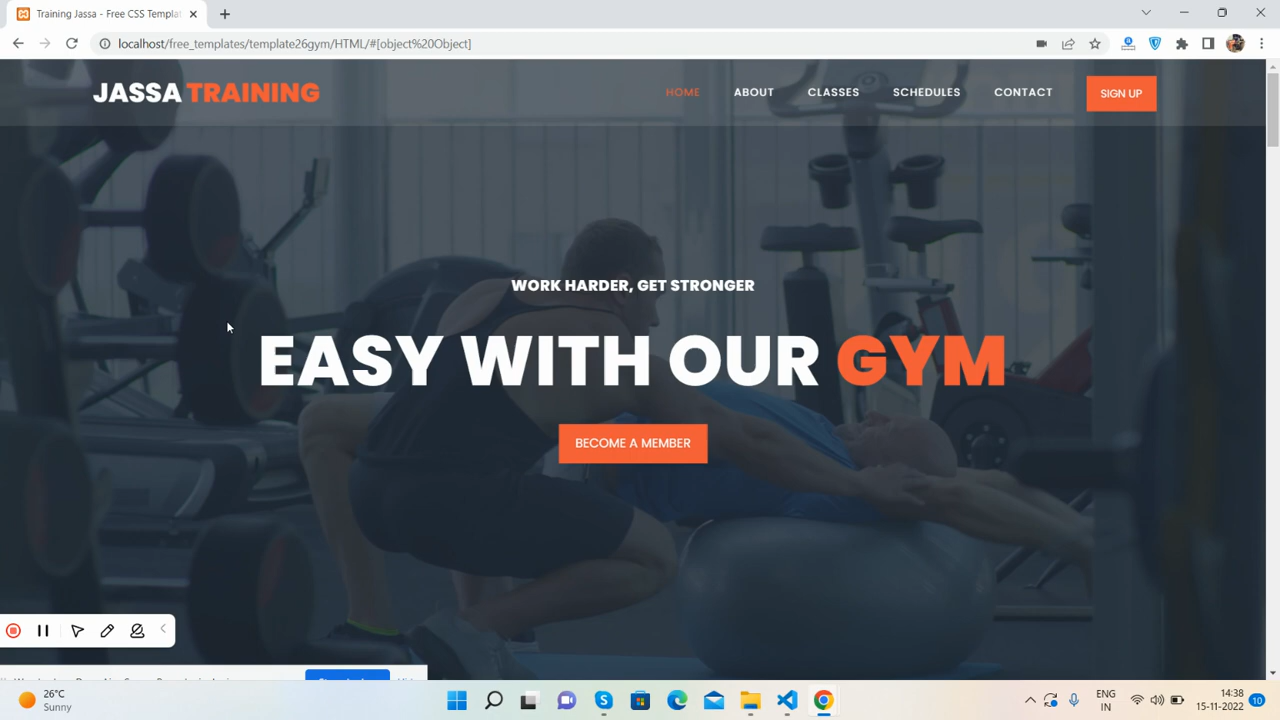 Training Jassa - Free CSS Templat
localhost/free_templates/template26gym/HTML/#[object%20Object]
JASSA TRAINING
HOME
ABOUT
CLASSES
SCHEDULES
CONTACT
SIGN UP
WORK HARDER, GET STRONGER
EASY WITH OUR GYM
BECOME A MEMBER
26°C
Sunny
ENG
IN
14:38
15-11-2022
10